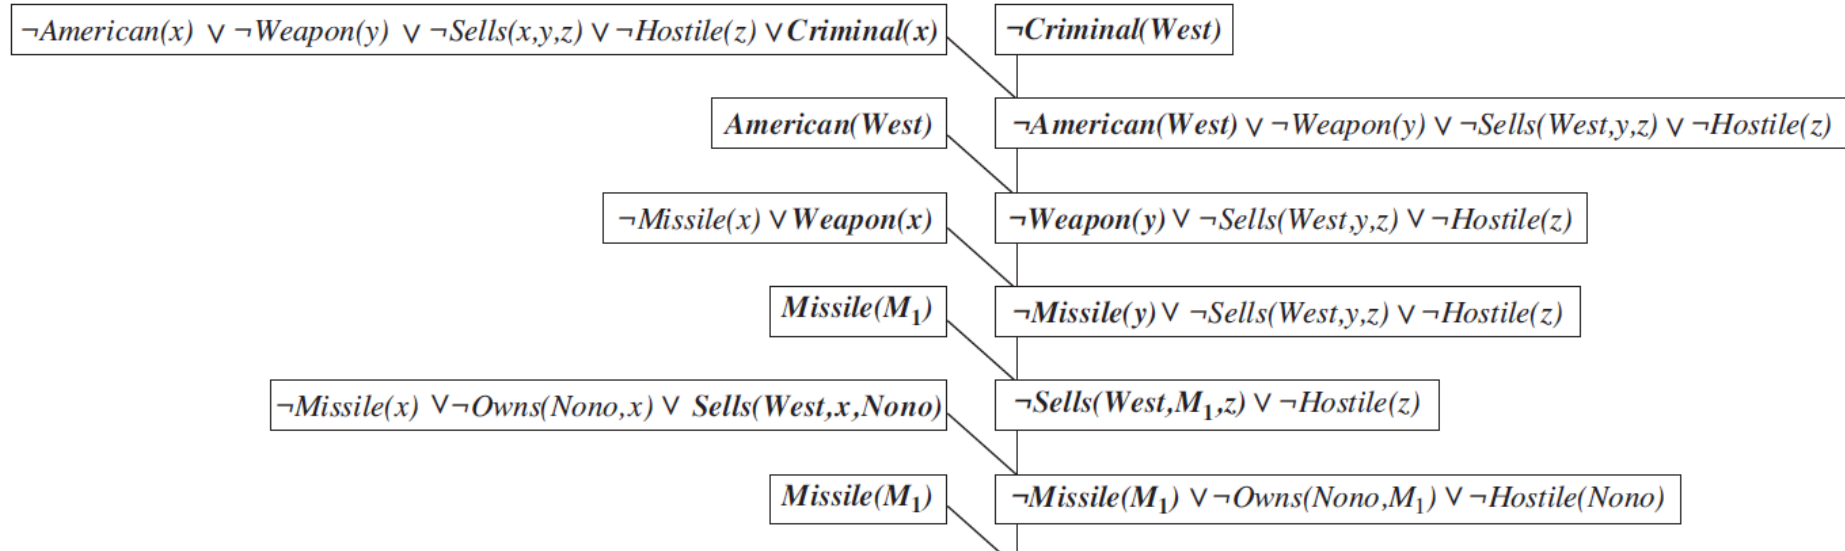 ¬American(x) ∨ ¬Weapon(y) ∨ ¬Sells(x,y,z) ∨ ¬Hostile(z) ∨ Criminal(x) ¬Criminal(West)
American(West) ¬American(West) ∨ ¬Weapon(y) ∨ ¬Sells(West,y,z) ∨ ¬Hostile(z)
¬Missile(x) ∨ Weapon(x) ¬Weapon(y) ∨ ¬Sells(West,y,z) ∨ ¬Hostile(z)
Missile(M₁) ¬Missile(y) ∨ ¬Sells(West,y,z) ∨ ¬Hostile(z)
¬Missile(x) ∨ ¬Owns(Nono,x) ∨ Sells(West,x,Nono) ¬Sells(West,M₁,z) ∨ ¬Hostile(z)
Missile(M₁) ¬Missile(M₁) ∨ ¬Owns(Nono,M₁) ∨ ¬Hostile(Nono)